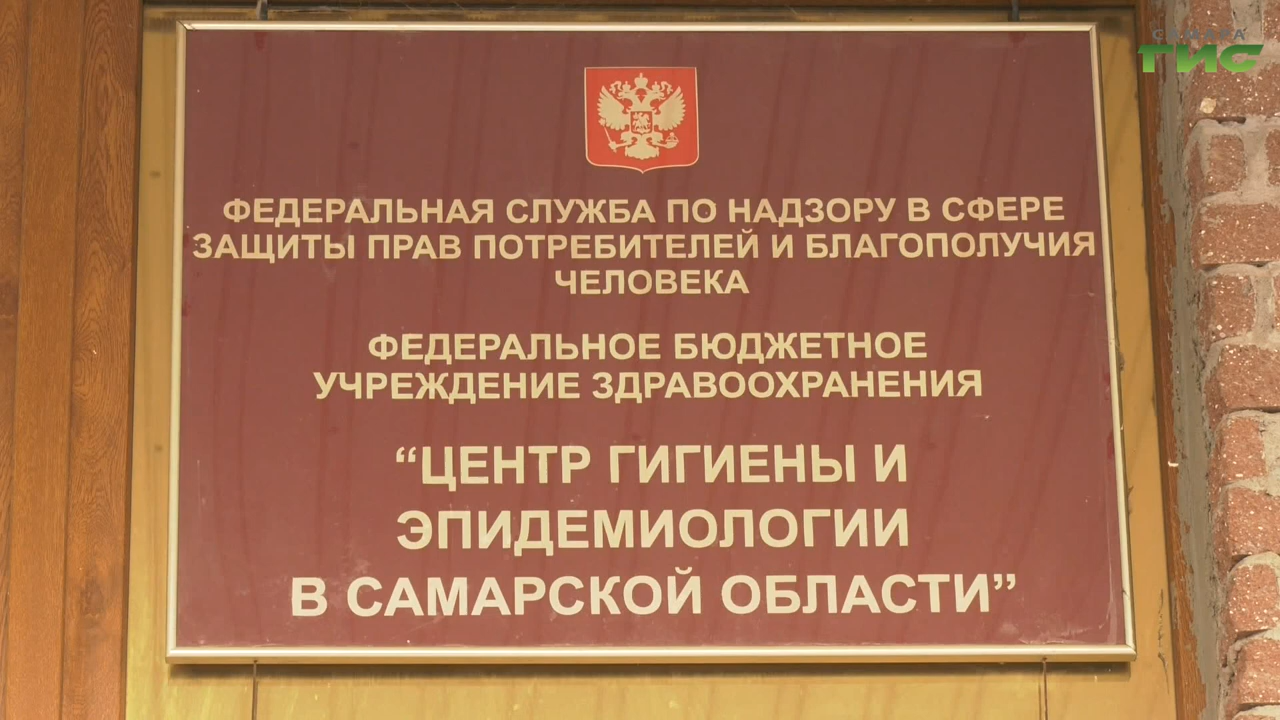 САМАРА
ГИС
ФЕДЕРАЛЬНАЯ СЛУЖБА ПО НАДЗОРУ В СФЕРЕ
ЗАЩИТЫ ПРАВ ПОТРЕБИТЕЛЕЙ И БЛАГОПОЛУЧИЯ
ЧЕЛОВЕКА
ФЕДЕРАЛЬНОЕ БЮДЖЕТНОЕ
УЧРЕЖДЕНИЕ ЗДРАВООХРАНЕНИЯ
“ЦЕНТР ГИГИЕНЫ И
ЭПИДЕМИОЛОГИИ
В САМАРСКОЙ ОБЛАСТИ”